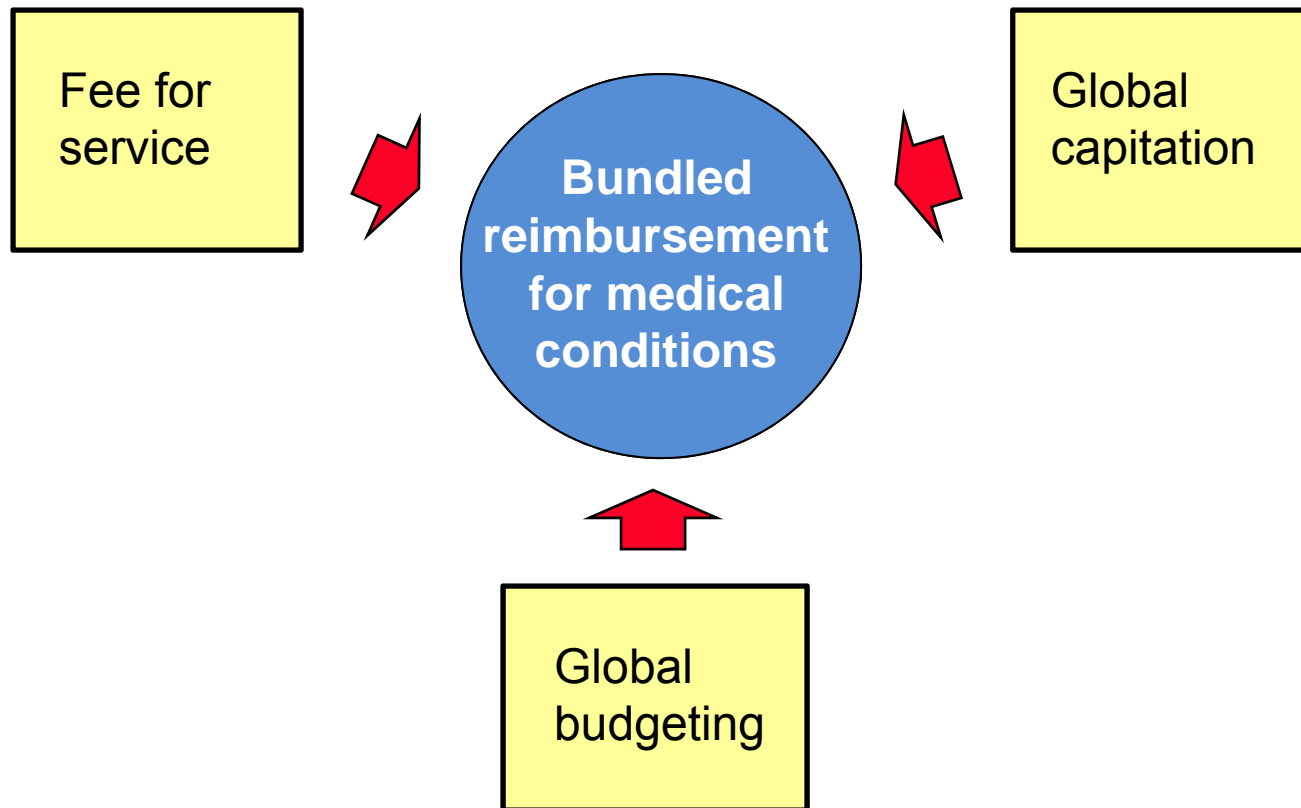 Fee for
service
Bundled
reimbursement
for medical
conditions
Global
capitation
Global
budgeting